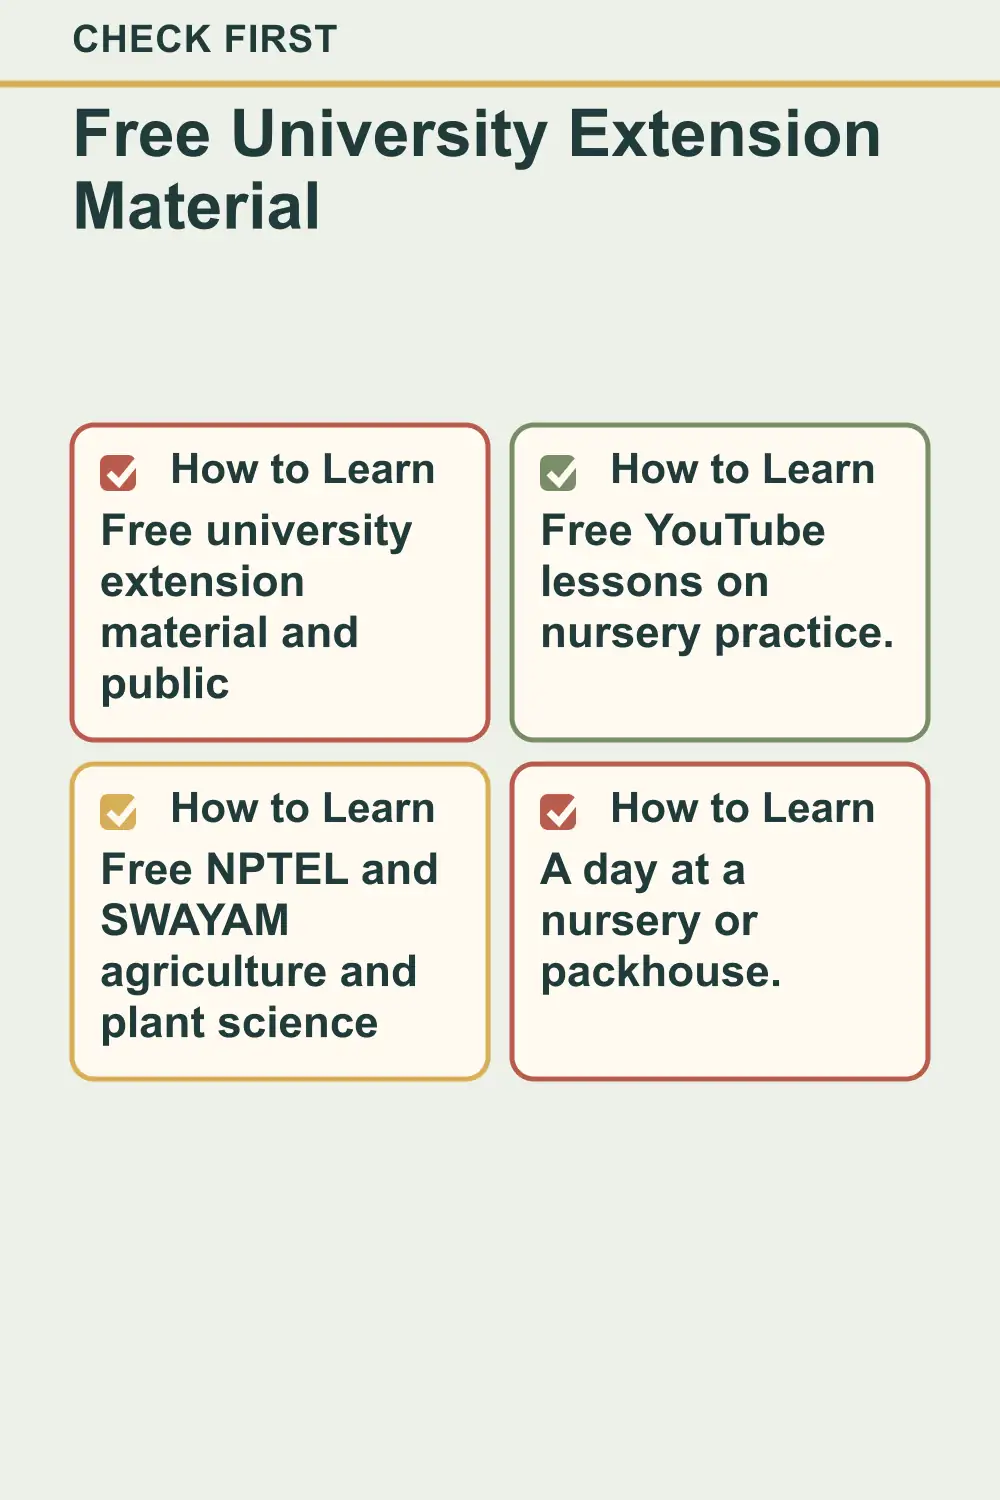 CHECK FIRST
Free University Extension
Material
How to Learn
Free university
extension
material and
public
How to Learn
Free YouTube
lessons on
nursery practice.
How to Learn
Free NPTEL and
SWAYAM
agriculture and
plant science
How to Learn
A day at a
nursery or
packhouse.